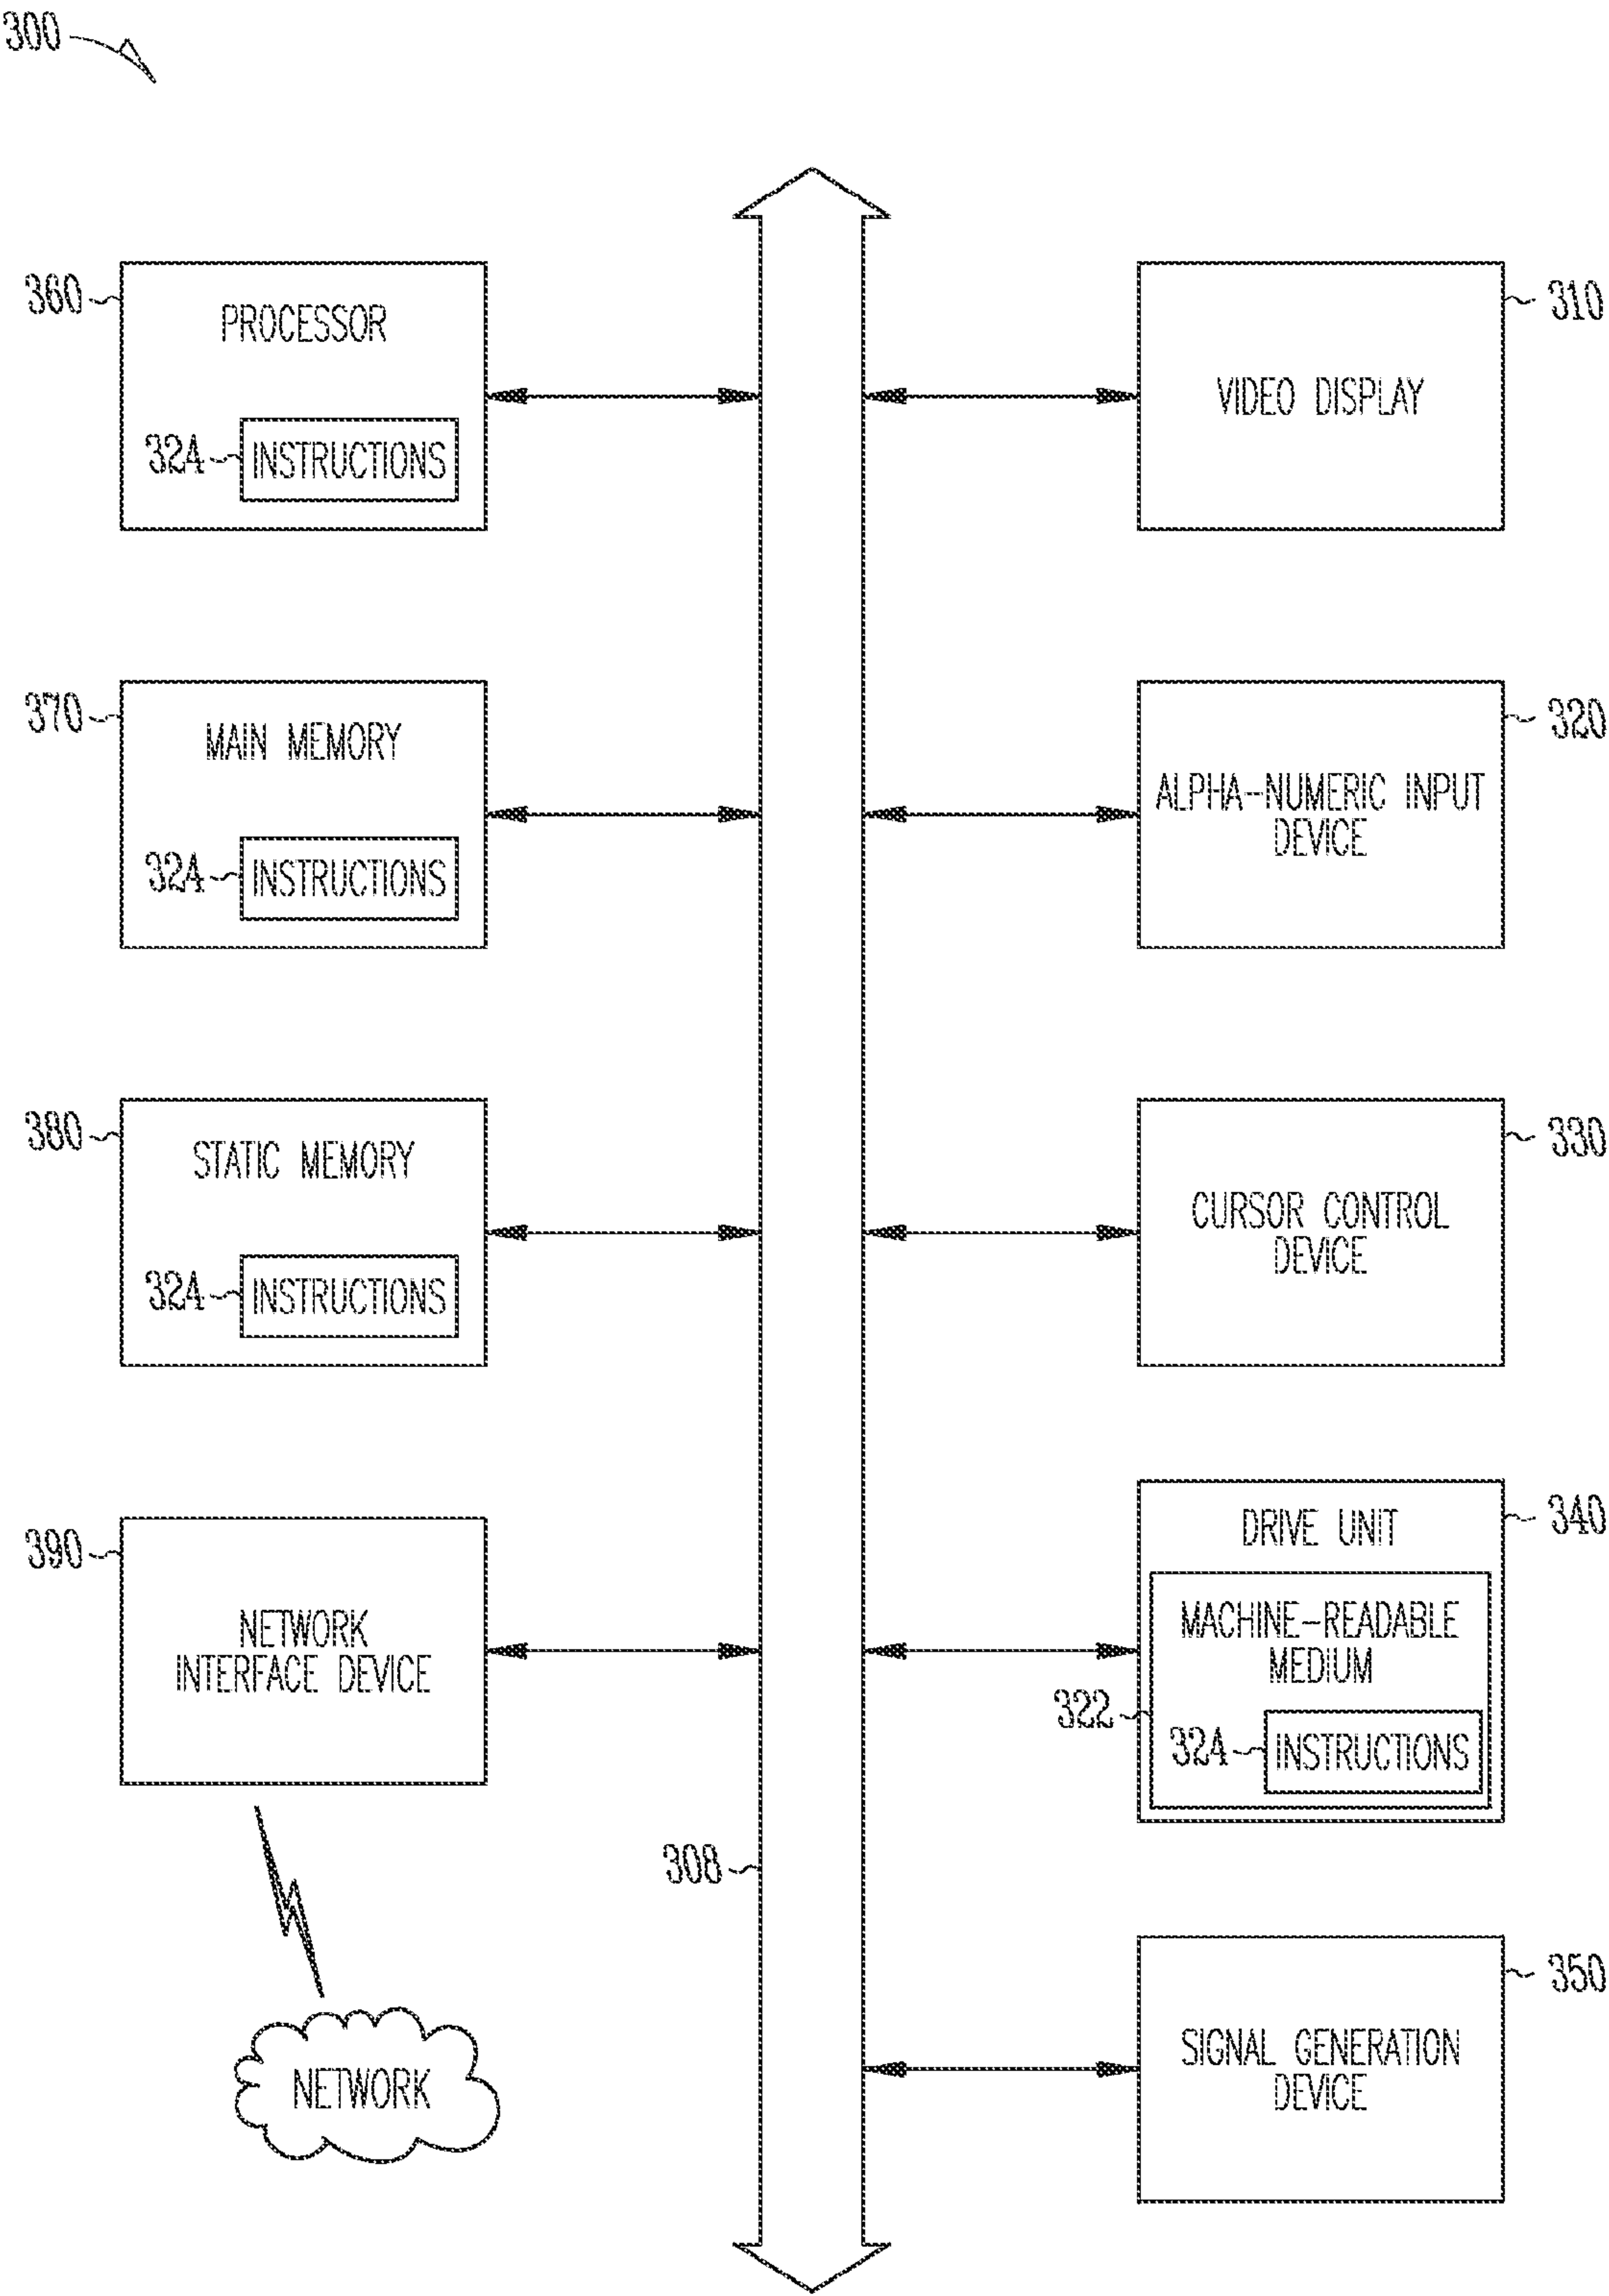 300
360
PROCESSOR
324
INSTRUCTIONS
310
VIDEO DISPLAY
370
MAIN MEMORY
324
INSTRUCTIONS
320
ALPHA-NUMERIC INPUT
DEVICE
380
STATIC MEMORY
324
INSTRUCTIONS
330
CURSOR CONTROL
DEVICE
390
NETWORK
INTERFACE DEVICE
340
DRIVE UNIT
MACHINE-READABLE
MEDIUM
322
324
INSTRUCTIONS
308
NETWORK
350
SIGNAL GENERATION
DEVICE